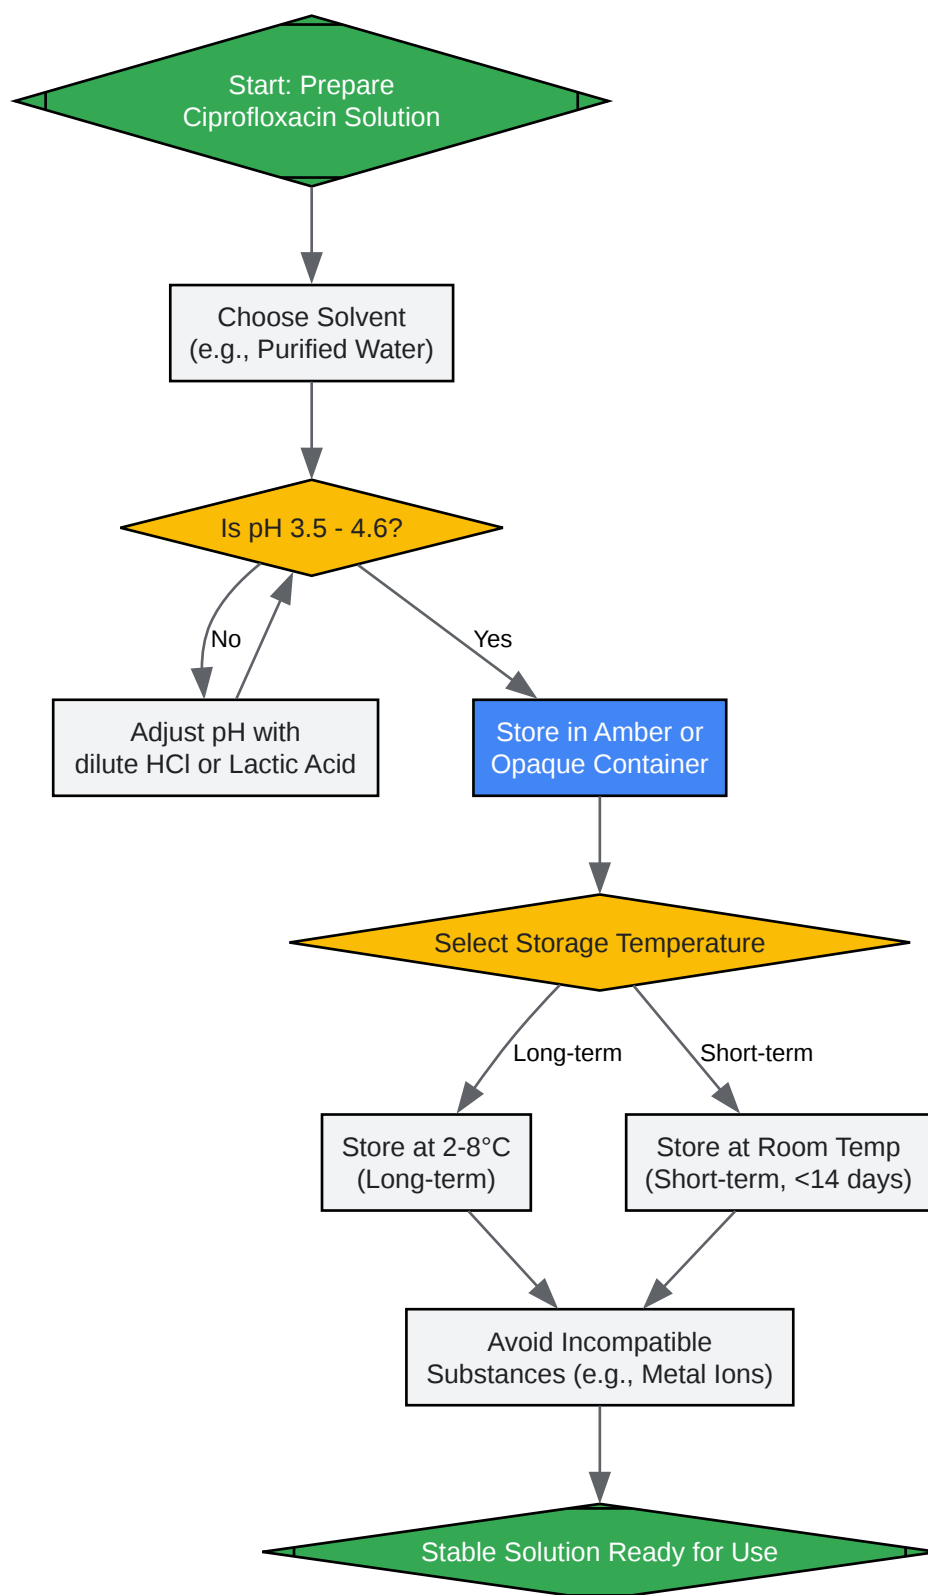 Start: Prepare
Ciprofloxacin Solution
Choose Solvent
(e.g., Purified Water)
Is pH 3.5 - 4.6?
No
Yes
Adjust pH with
dilute HCl or Lactic Acid
Store in Amber or
Opaque Container
Select Storage Temperature
Long-term
Short-term
Store at 2-8°C
(Long-term)
Store at Room Temp
(Short-term, <14 days)
Avoid Incompatible
Substances (e.g., Metal Ions)
Stable Solution Ready for Use